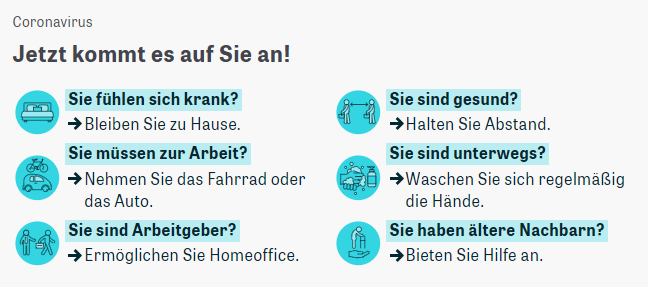 Coronavirus
Jetzt kommt es auf Sie an!
Sie fühlen sich krank?
→Bleiben Sie zu Hause.
Sie müssen zur Arbeit?
→Nehmen Sie das Fahrrad oder
das Auto.
Sie sind Arbeitgeber?
→Ermöglichen Sie Homeoffice.
Sie sind gesund?
→Halten Sie Abstand.
Sie sind unterwegs?
→Waschen Sie sich regelmäßig
die Hände.
Sie haben ältere Nachbarn?
→Bieten Sie Hilfe an.